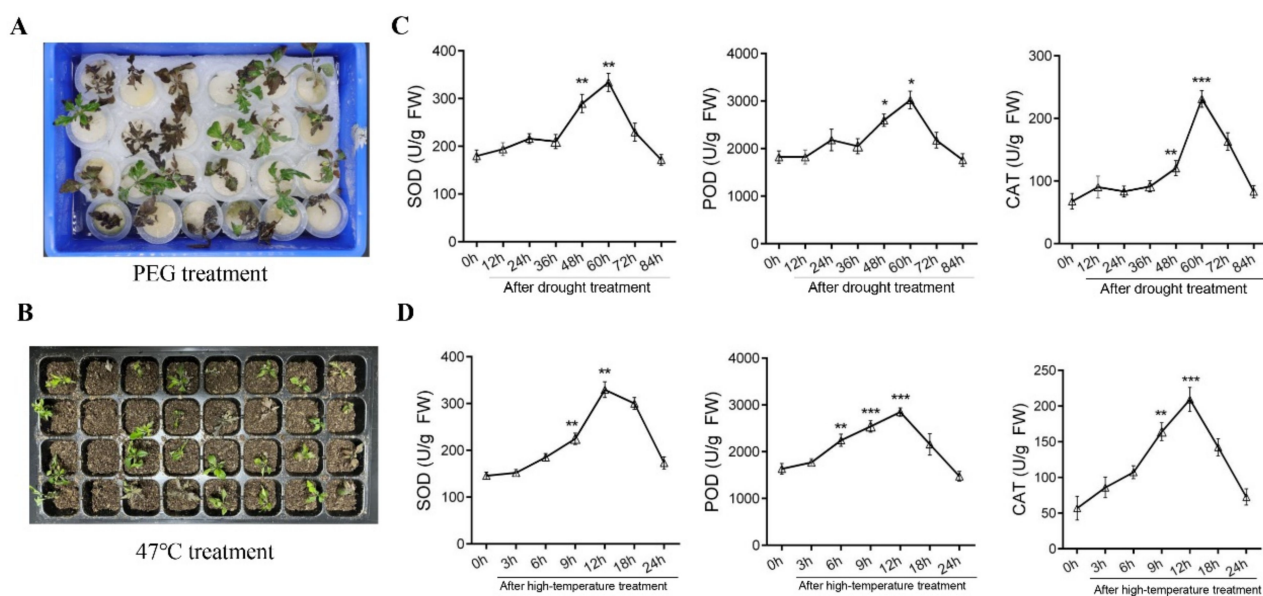 A
PEG treatment
B
47°C treatment
C
SOD (U/g FW)
400
300
200
100
0
** **
0h 12h 24h 36h 48h 60h 72h 84h
After drought treatment
POD (U/g FW)
4000
3000
2000
1000
0
* *
0h 12h 24h 36h 48h 60h 72h 84h
After drought treatment
CAT (U/g FW)
300
200
100
0
** ***
0h 12h 24h 36h 48h 60h 72h 84h
After drought treatment
D
SOD (U/g FW)
400
300
200
100
0
** **
0h 3h 6h 9h 12h 18h 24h
After high-temperature treatment
POD (U/g FW)
4000
3000
2000
1000
0
** *** ***
0h 3h 6h 9h 12h 18h 24h
After high-temperature treatment
CAT (U/g FW)
250
200
150
100
50
0
** ***
0h 3h 6h 9h 12h 18h 24h
After high-temperature treatment